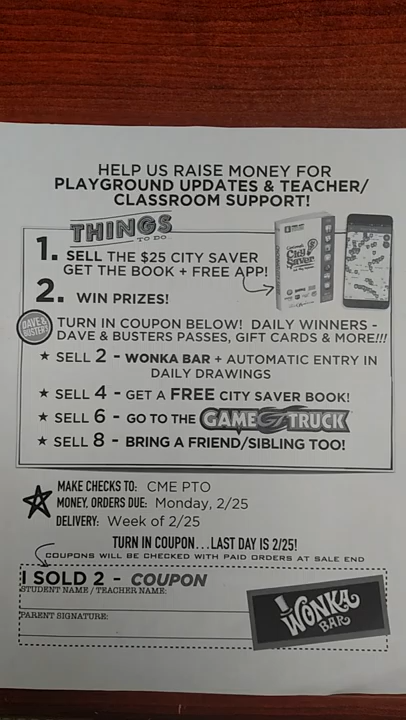 HELP US RAISE MONEY FOR
PLAYGROUND UPDATES & TEACHER/
CLASSROOM SUPPORT!
THINGS
TO DO
1. SELL THE $25 CITY SAVER
GET THE BOOK + FREE APP!
City Saver
2. WIN PRIZES!
DAVE & BUSTER'S
TURN IN COUPON BELOW! DAILY WINNERS -
DAVE & BUSTERS PASSES, GIFT CARDS & MORE!!!
★ SELL 2 - WONKA BAR + AUTOMATIC ENTRY IN
DAILY DRAWINGS
★ SELL 4 - GET A FREE CITY SAVER BOOK!
★ SELL 6 - GO TO THE GAME TRUCK
★ SELL 8 - BRING A FRIEND/SIBLING TOO!
MAKE CHECKS TO: CME PTO
MONEY, ORDERS DUE: Monday, 2/25
DELIVERY: Week of 2/25
TURN IN COUPON...LAST DAY IS 2/25!
COUPONS WILL BE CHECKED WITH PAID ORDERS AT SALE END
I SOLD 2 - COUPON
STUDENT NAME / TEACHER NAME:
PARENT SIGNATURE:
WONKA
BAR